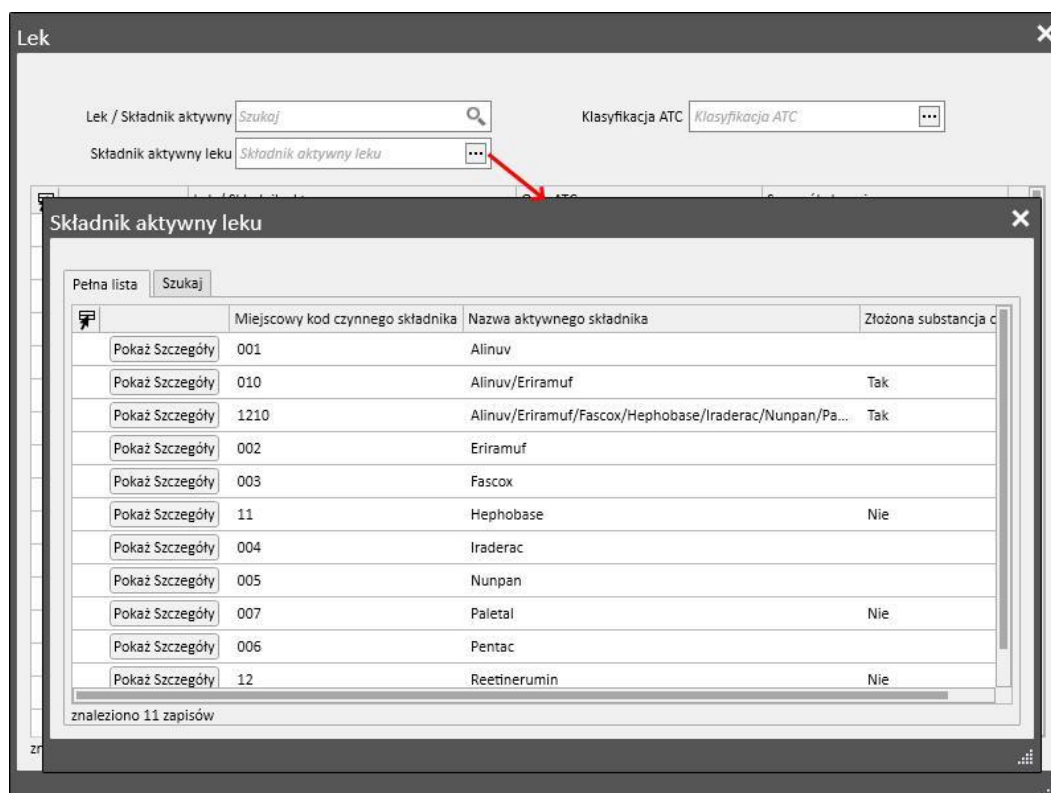 Lek
Lek / Składnik aktywny Szukaj Klasyfikacja ATC Klasyfikacja ATC
Składnik aktywny leku Składnik aktywny leku
Składnik aktywny leku
Pełna lista Szukaj
Miejscowy kod czynnego składnika Nazwa aktywnego składnika Złożona substancja c
Pokaż Szczegóły 001 Alinuv
Pokaż Szczegóły 010 Alinuv/Eriramuf Tak
Pokaż Szczegóły 1210 Alinuv/Eriramuf/Fascox/Hephobase/Iraderac/Nunpan/Pa... Tak
Pokaż Szczegóły 002 Eriramuf
Pokaż Szczegóły 003 Fascox
Pokaż Szczegóły 11 Hephobase Nie
Pokaż Szczegóły 004 Iraderac
Pokaż Szczegóły 005 Nunpan
Pokaż Szczegóły 007 Paletal Nie
Pokaż Szczegóły 006 Pentac
Pokaż Szczegóły 12 Reetinerumin Nie
znaleziono 11 zapisów
zn